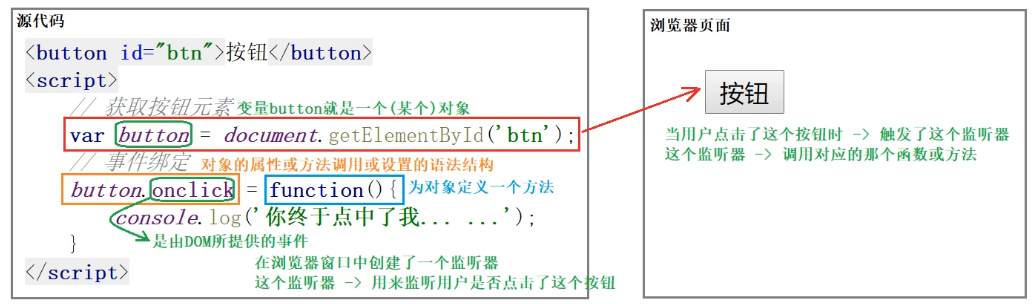 源代码
<button id="btn">按钮</button>
<script>
// 获取按钮元素 变量button就是一个(某个)对象
var button = document.getElementById('btn');
// 事件绑定 对象的属性或方法调用或设置的语法结构
button.onclick = function(){ 为对象定义一个方法
console.log('你终于点中了我... ...');
} 是由DOM所提供的事件
</script>
在浏览器窗口中创建了一个监听器
这个监听器 -> 用来监听用户是否点击了这个按钮
浏览器页面
按钮
当用户点击了这个按钮时 -> 触发了这个监听器
这个监听器 -> 调用对应的那个函数或方法